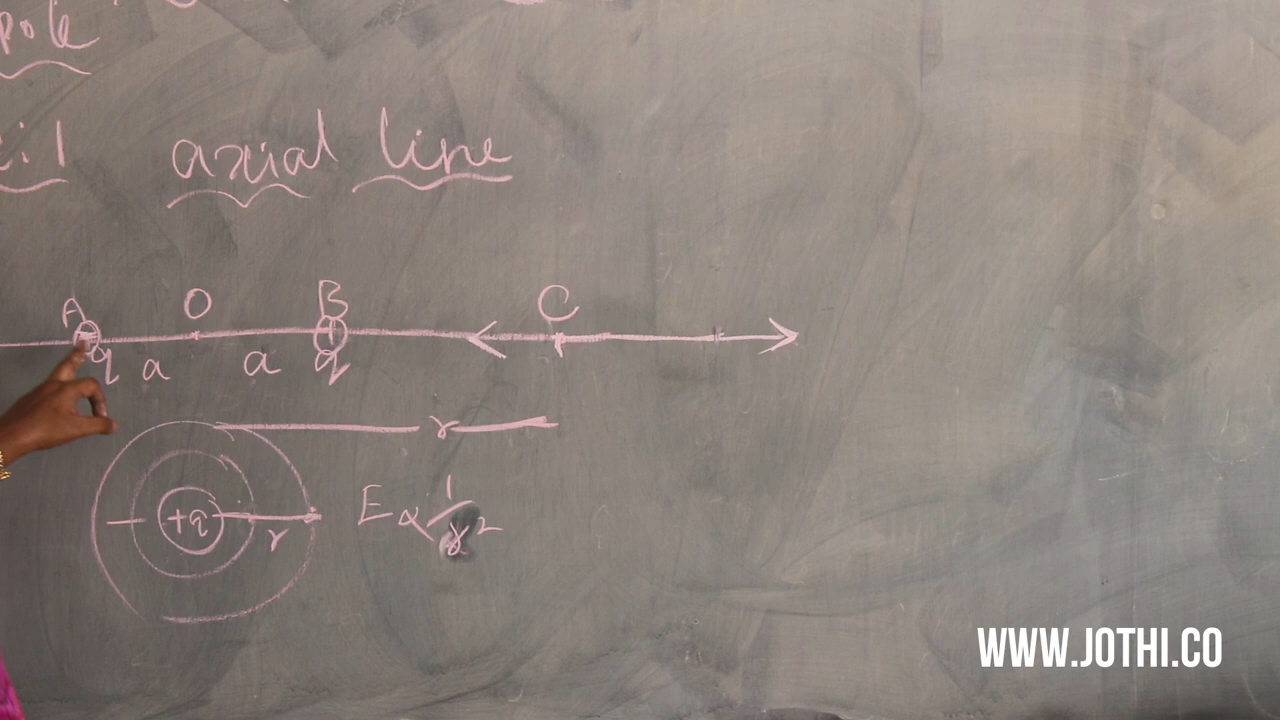 pole
axial line
A O B C
q a a q
r
+q r E α 1/r²
WWW.JOTHI.CO